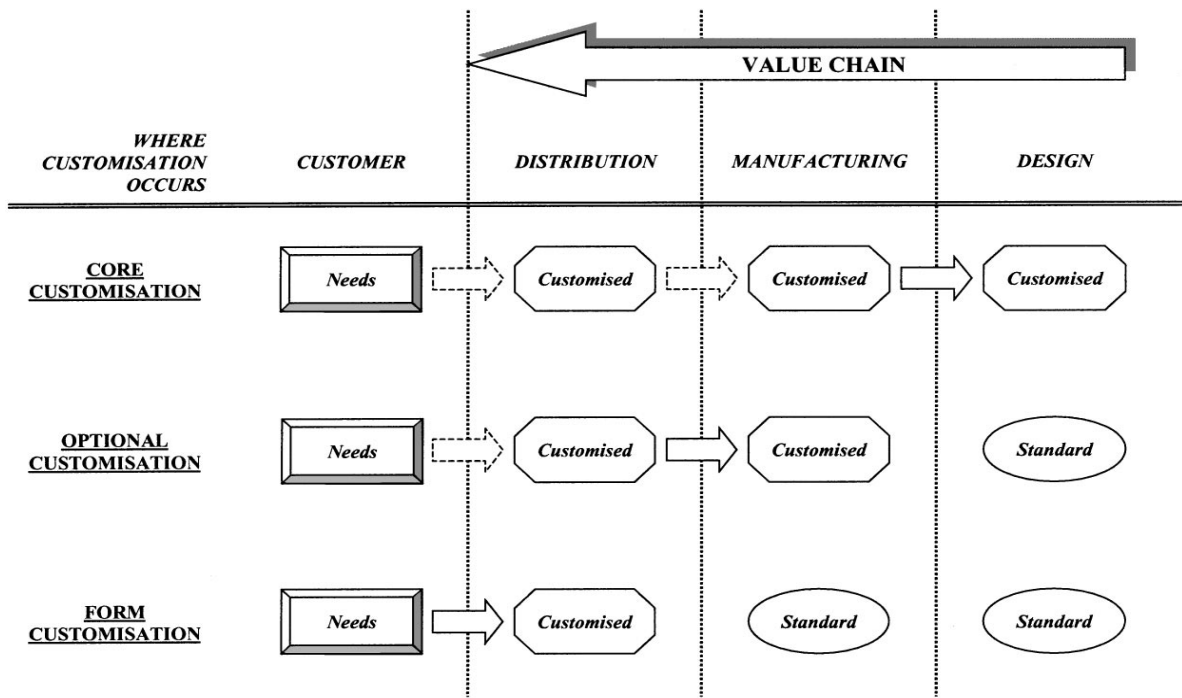 VALUE CHAIN
WHERE
CUSTOMISATION
OCCURS
CUSTOMER
DISTRIBUTION
MANUFACTURING
DESIGN
CORE
CUSTOMISATION
Needs
Customised
Customised
Customised
OPTIONAL
CUSTOMISATION
Needs
Customised
Customised
Standard
FORM
CUSTOMISATION
Needs
Customised
Standard
Standard